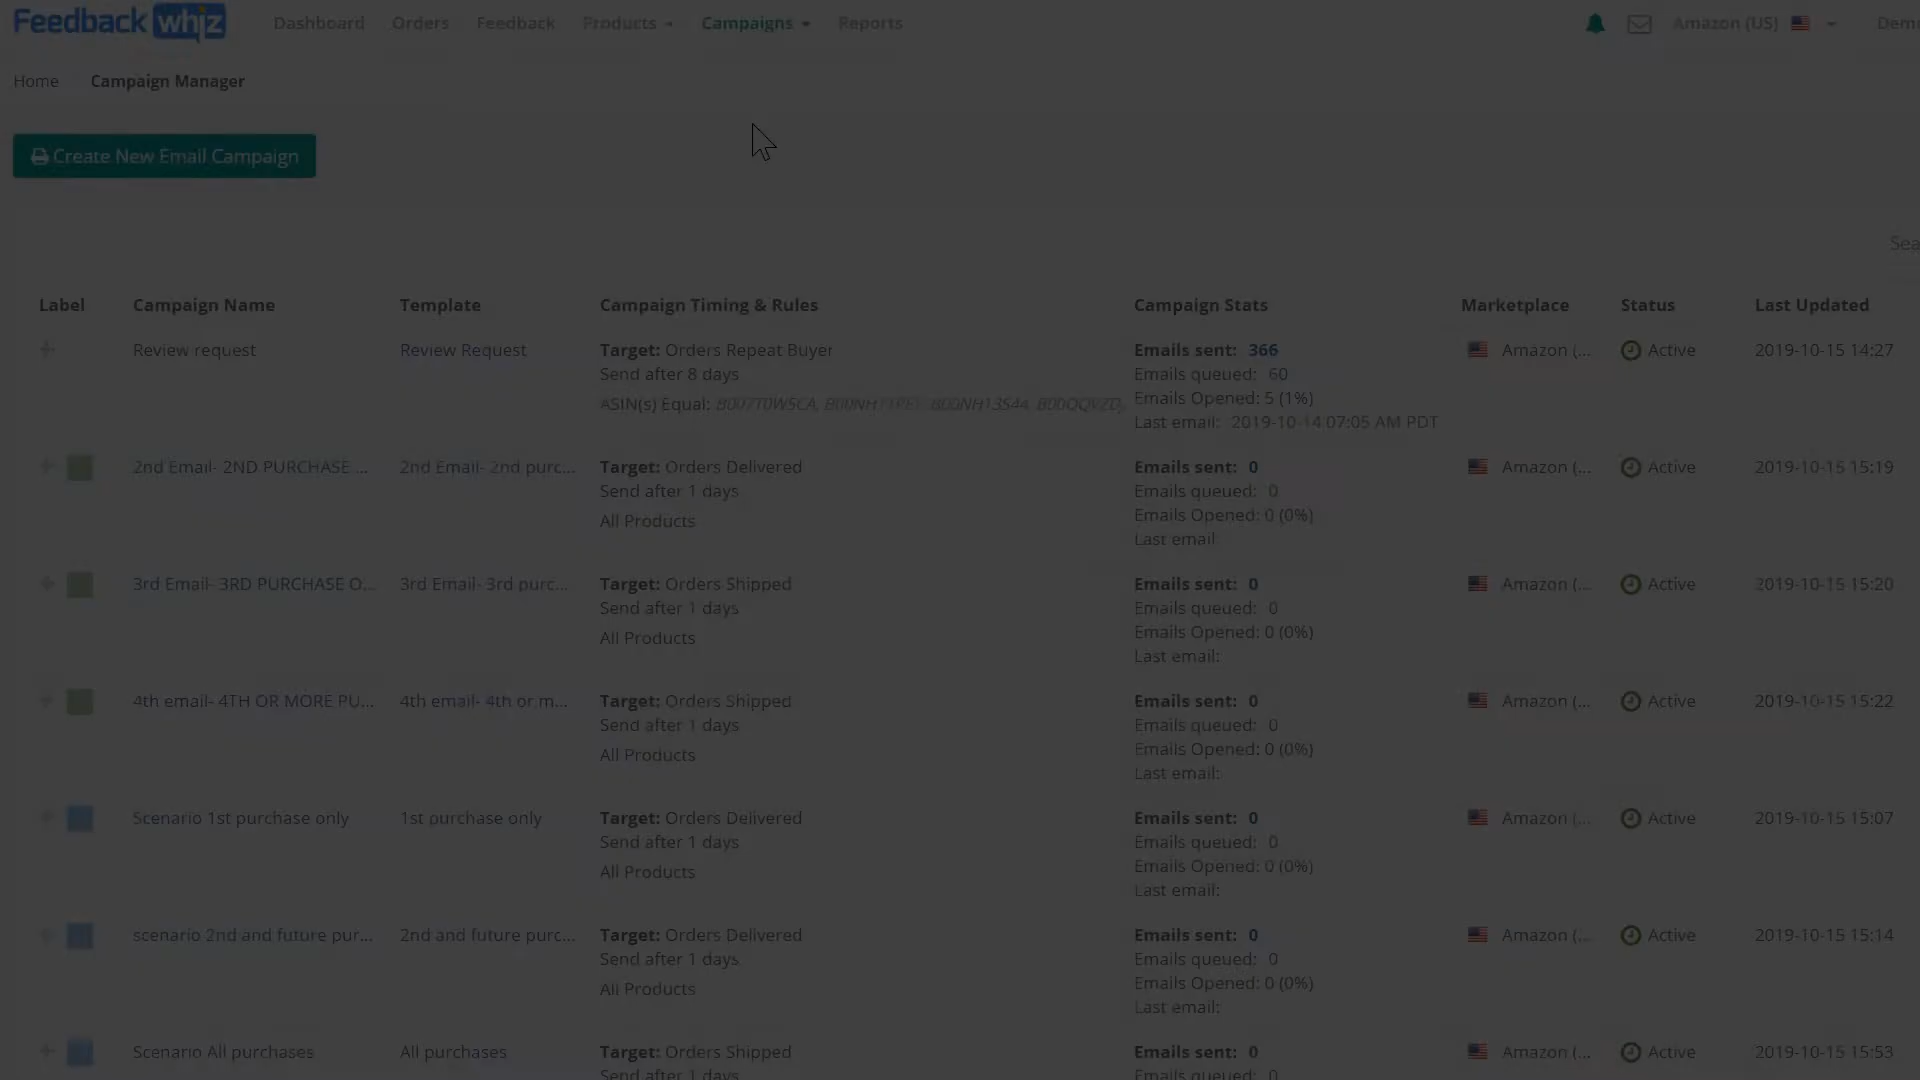 Feedback whiz Dashboard Orders Feedback Products Campaigns Reports Amazon (US)
Home Campaign Manager
Create New Email Campaign
Label Campaign Name Template Campaign Timing & Rules Campaign Stats Marketplace Status Last Updated
Review request Review Request Target: Orders Repeat Buyer Emails sent: 366 Amazon (... Active 2019-10-15 14:27
Send after 8 days Emails queued: 60
ASIN(s) Equal: Emails Opened: 5 (1%)
Last email: 2019-10-14 07:05 AM PDT
2nd Email- 2ND PURCHASE ... 2nd Email- 2nd purc... Target: Orders Delivered Emails sent: 0 Amazon (... Active 2019-10-15 15:19
Send after 1 days Emails queued: 0
All Products Emails Opened: 0 (0%)
Last email:
3rd Email- 3RD PURCHASE O... 3rd Email- 3rd purc... Target: Orders Shipped Emails sent: 0 Amazon (... Active 2019-10-15 15:20
Send after 1 days Emails queued: 0
All Products Emails Opened: 0 (0%)
Last email:
4th email- 4TH OR MORE PU... 4th email- 4th or m... Target: Orders Shipped Emails sent: 0 Amazon (... Active 2019-10-15 15:22
Send after 1 days Emails queued: 0
All Products Emails Opened: 0 (0%)
Last email:
Scenario 1st purchase only 1st purchase only Target: Orders Delivered Emails sent: 0 Amazon (... Active 2019-10-15 15:07
Send after 1 days Emails queued: 0
All Products Emails Opened: 0 (0%)
Last email:
scenario 2nd and future pur... 2nd and future purc... Target: Orders Delivered Emails sent: 0 Amazon (... Active 2019-10-15 15:14
Send after 1 days Emails queued: 0
All Products Emails Opened: 0 (0%)
Last email:
Scenario All purchases All purchases Target: Orders Shipped Emails sent: 0 Amazon (... Active 2019-10-15 15:53
Send after 1 days Emails queued: 0